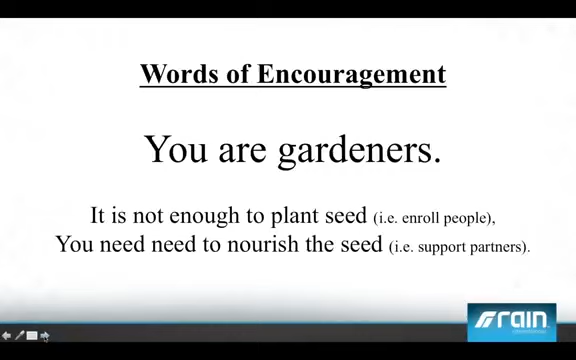 Words of Encouragement
You are gardeners.
It is not enough to plant seed (i.e. enroll people),
You need need to nourish the seed (i.e. support partners).
rain